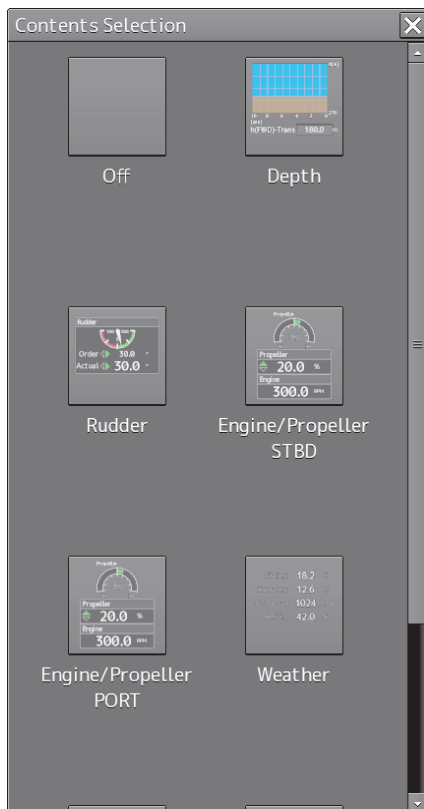 Contents Selection
Off
h(FWD)-Trans 180.0
Depth
Rudder
Order 30.0 °
Actual 30.0 °
Rudder
Propeller
Propeller
20.0 %
Engine
300.0 RPM
Engine/Propeller
STBD
Propeller
Propeller
20.0 %
Engine
300.0 RPM
Engine/Propeller
PORT
18.2
12.6
1024
42.0
Weather